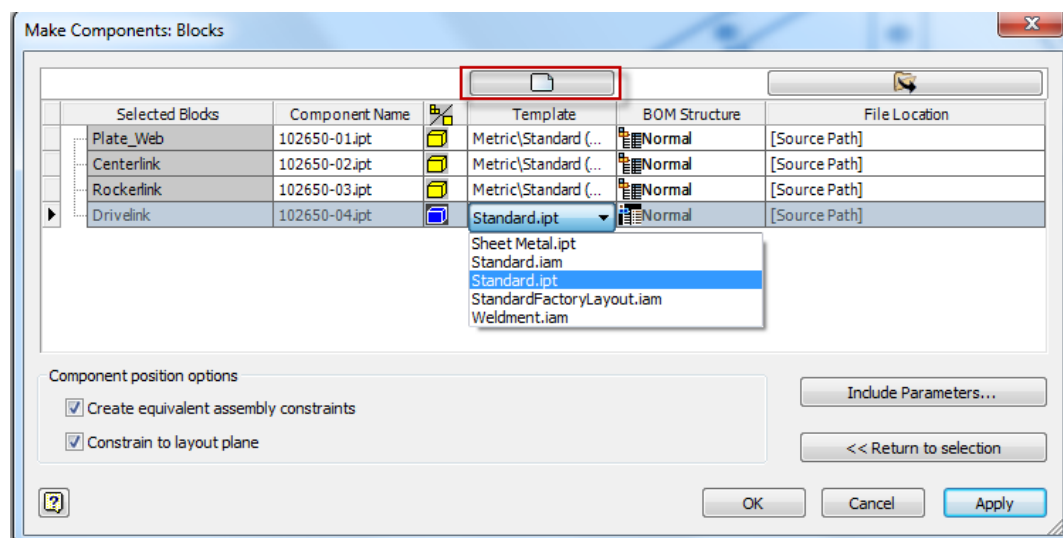 Make Components: Blocks
Selected Blocks Component Name Template BOM Structure File Location
Plate_Web 102650-01.ipt Metric\Standard (... Normal [Source Path]
Centerlink 102650-02.ipt Metric\Standard (... Normal [Source Path]
Rockerlink 102650-03.ipt Metric\Standard (... Normal [Source Path]
Drivelink 102650-04.ipt Standard.ipt Normal [Source Path]
Sheet Metal.ipt
Standard.iam
Standard.ipt
StandardFactoryLayout.iam
Weldment.iam
Component position options
Create equivalent assembly constraints
Constrain to layout plane
Include Parameters...
<< Return to selection
OK Cancel Apply